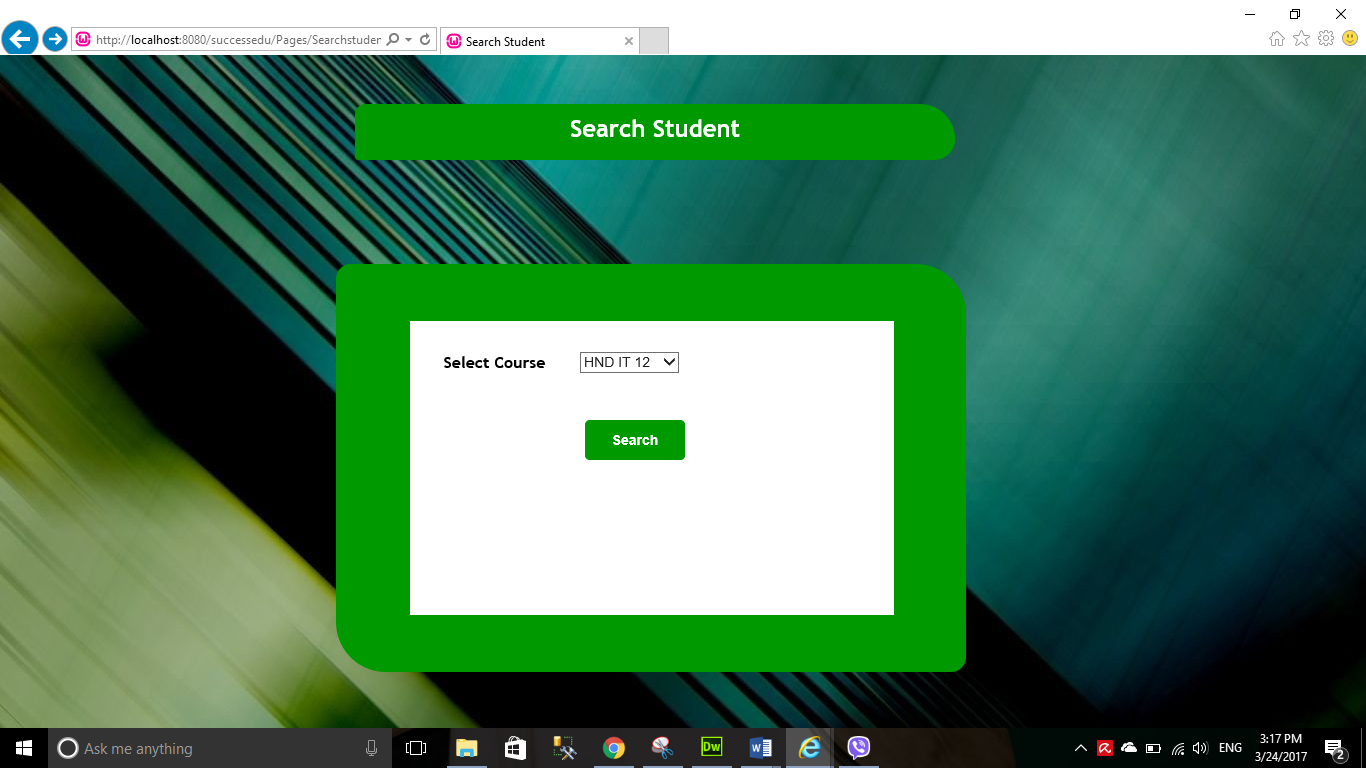 http://localhost:8080/successedu/Pages/Searchstuden
Search Student
Search Student
Select Course HND IT 12
Search
Ask me anything
Dw
ENG
3:17 PM
3/24/2017
2